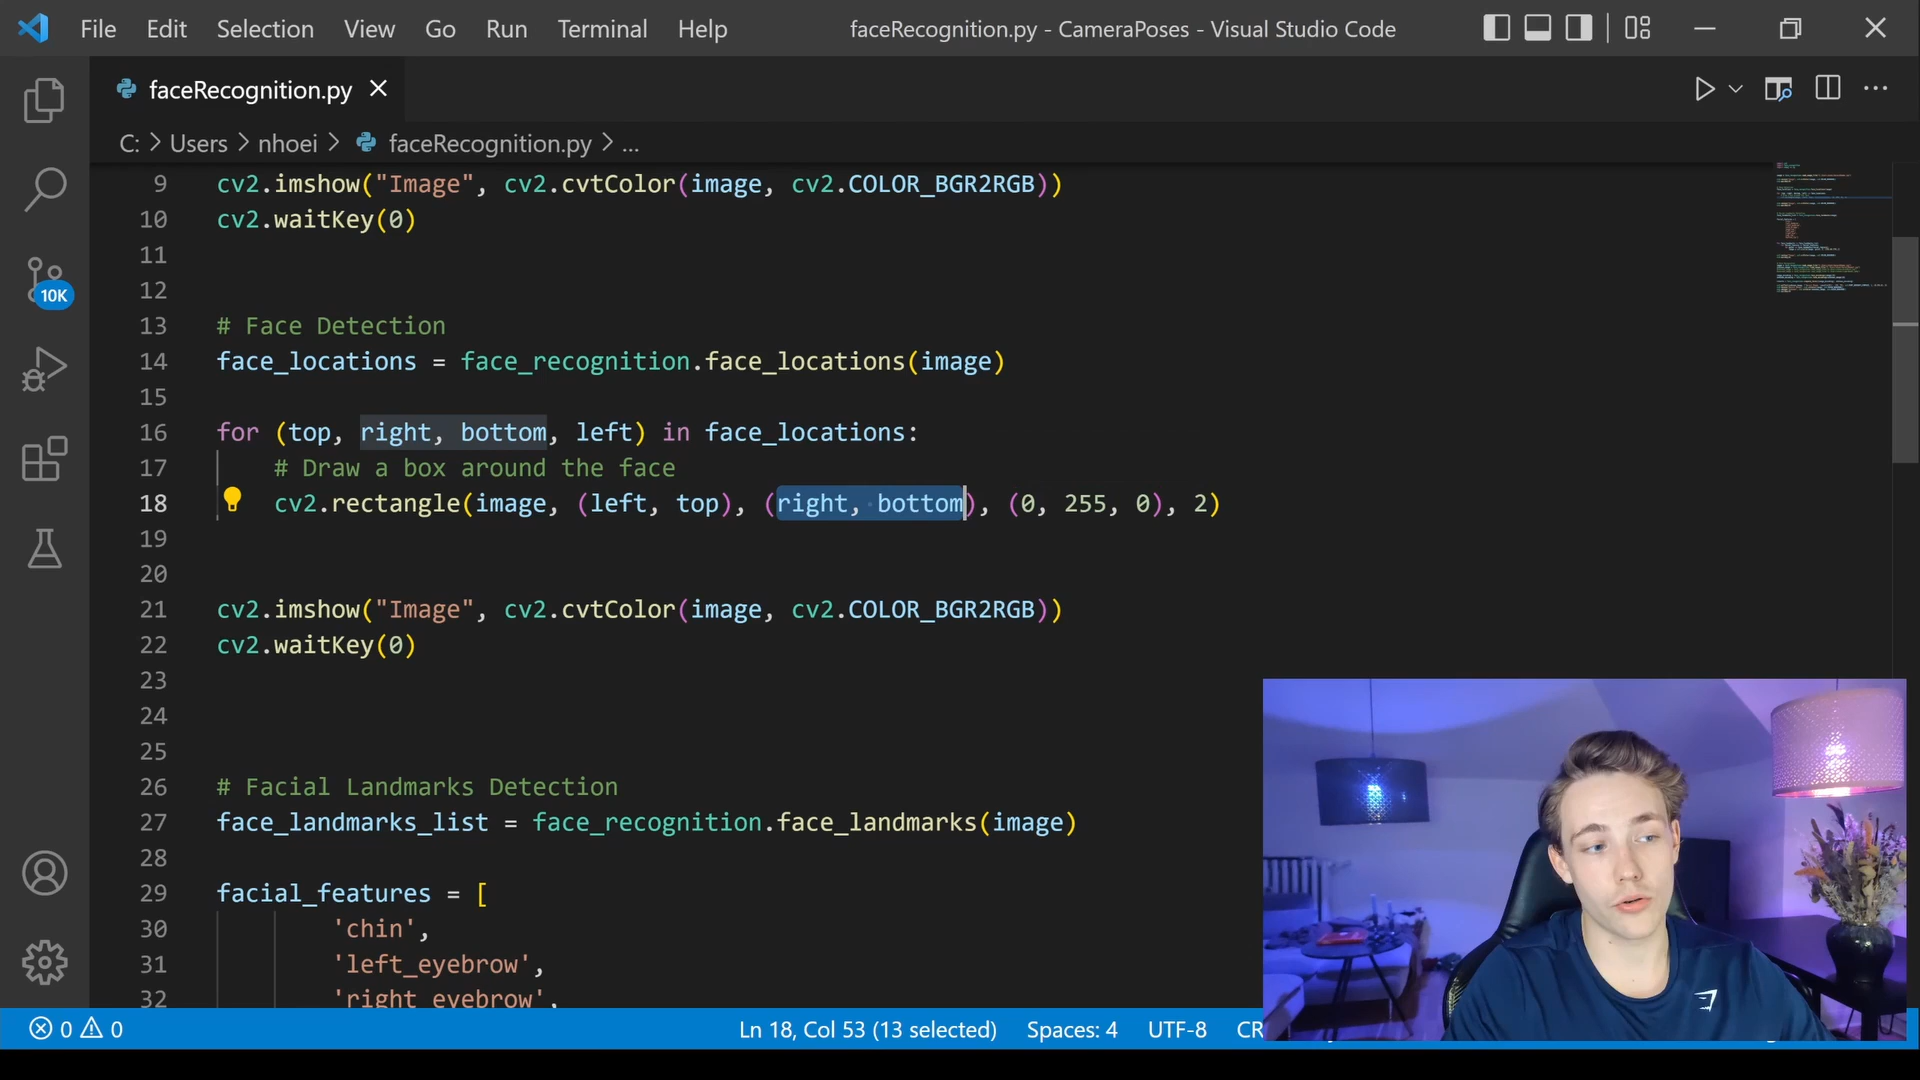 File Edit Selection View Go Run Terminal Help faceRecognition.py - CameraPoses - Visual Studio Code
faceRecognition.py
C: > Users > nhoei > faceRecognition.py > ...
10K
9 cv2.imshow("Image", cv2.cvtColor(image, cv2.COLOR_BGR2RGB))
10 cv2.waitKey(0)
11
12
13 # Face Detection
14 face_locations = face_recognition.face_locations(image)
15
16 for (top, right, bottom, left) in face_locations:
17 # Draw a box around the face
18 cv2.rectangle(image, (left, top), (right, bottom), (0, 255, 0), 2)
19
20
21 cv2.imshow("Image", cv2.cvtColor(image, cv2.COLOR_BGR2RGB))
22 cv2.waitKey(0)
23
24
25
26 # Facial Landmarks Detection
27 face_landmarks_list = face_recognition.face_landmarks(image)
28
29 facial_features = [
30 'chin',
31 'left_eyebrow',
32 'right_eyebrow',
0 0 Ln 18, Col 53 (13 selected) Spaces: 4 UTF-8